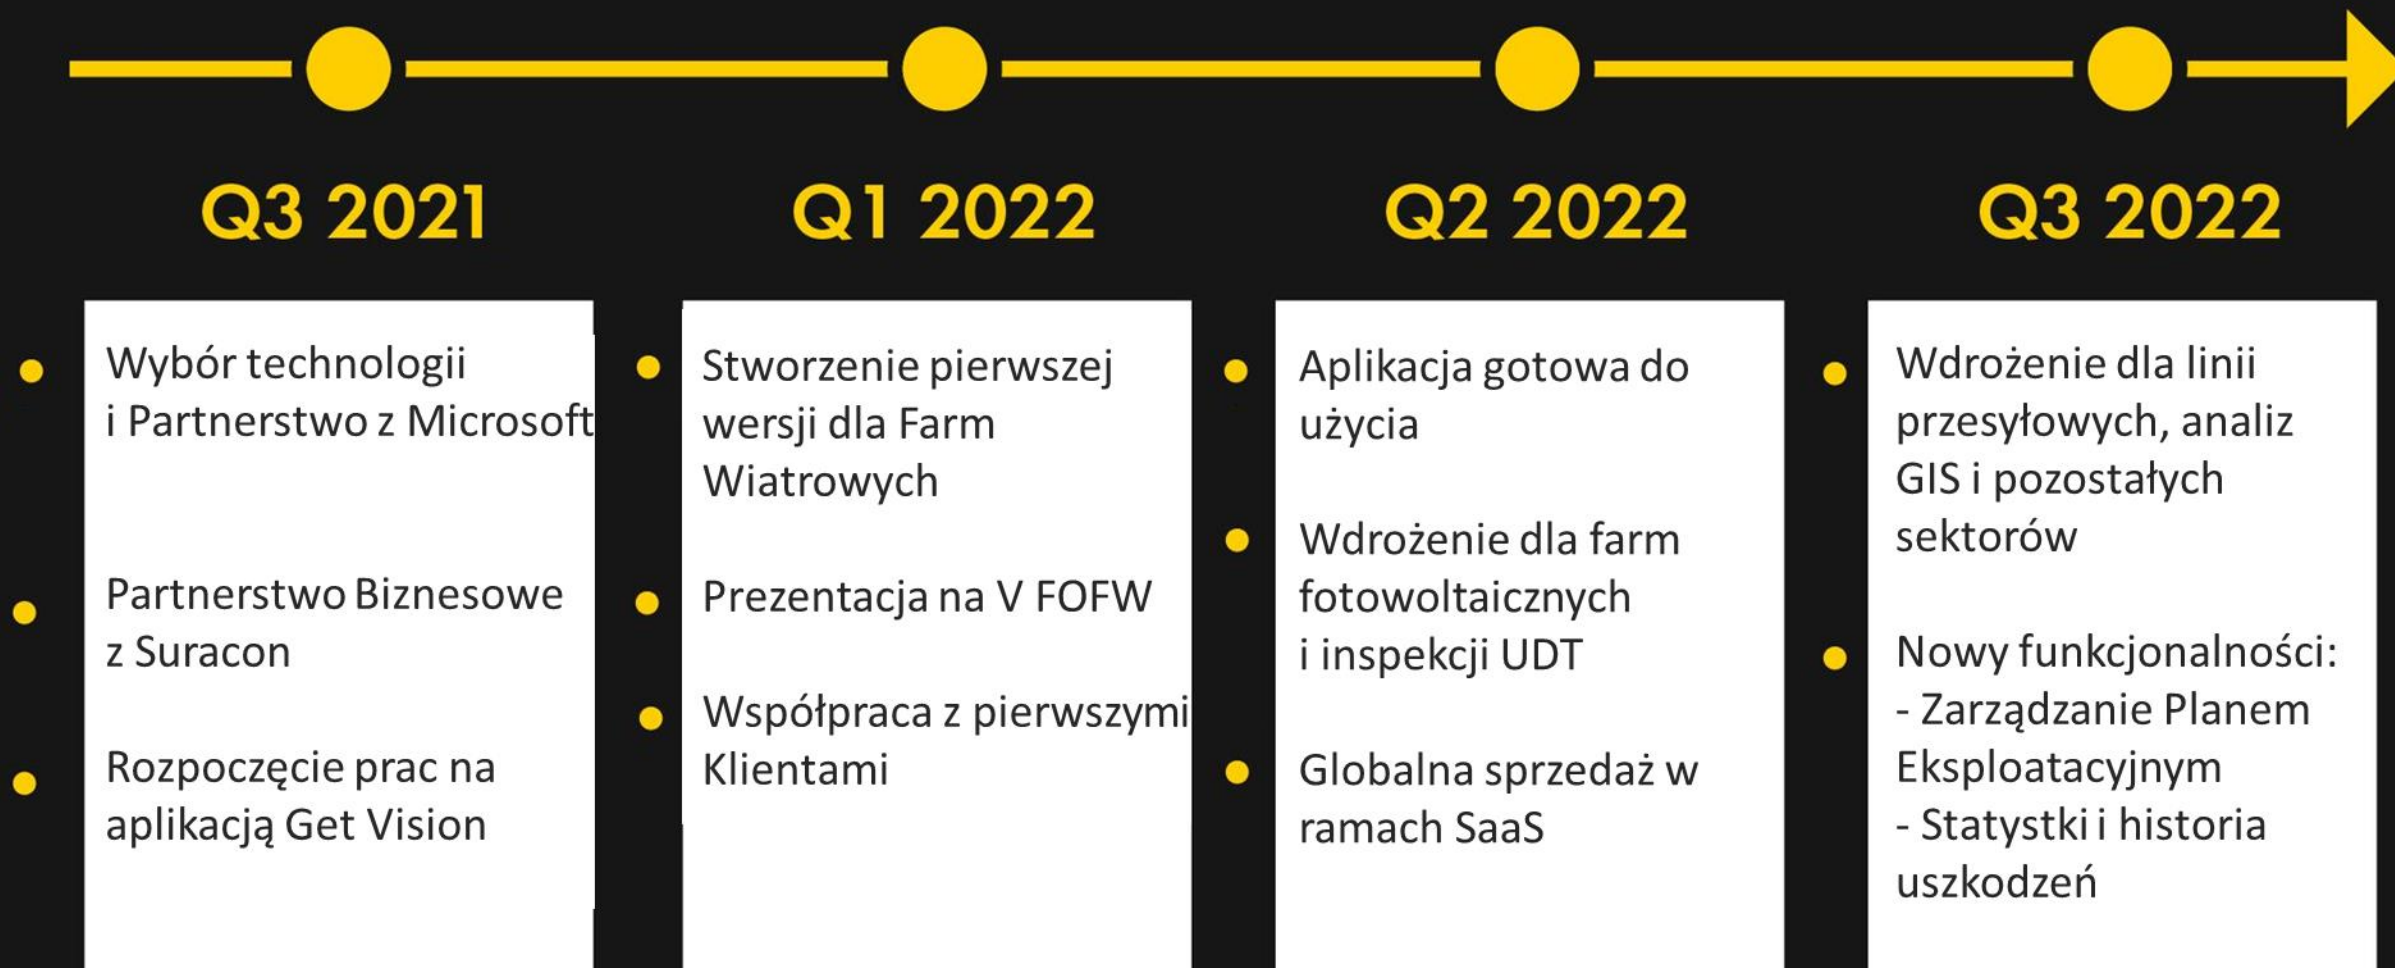 Q3 2021
Wybór technologii
i Partnerstwo z Microsoft
Partnerstwo Biznesowe
z Suracon
Rozpoczęcie prac na
aplikacją Get Vision
Q1 2022
Stworzenie pierwszej
wersji dla Farm
Wiatrowych
Prezentacja na V FOFW
Współpraca z pierwszymi
Klientami
Q2 2022
Aplikacja gotowa do
użycia
Wdrożenie dla farm
fotowoltaicznych
i inspekcji UDT
Globalna sprzedaż w
ramach SaaS
Q3 2022
Wdrożenie dla linii
przesyłowych, analiz
GIS i pozostałych
sektorów
Nowy funkcjonalności:
- Zarządzanie Planem
Eksploatacyjnym
- Statystki i historia
uszkodzeń